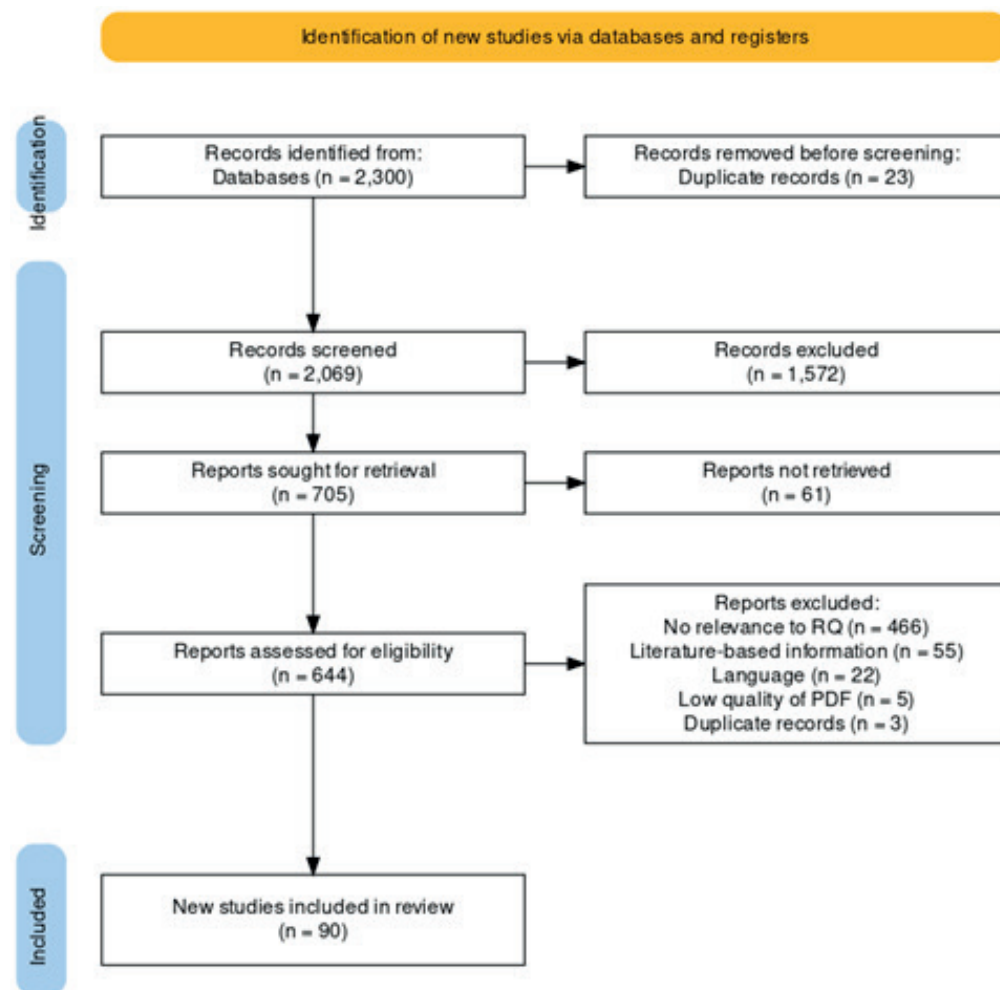 Identification of new studies via databases and registers
Identification
Records identified from:
Databases (n = 2,300)
Records removed before screening:
Duplicate records (n = 23)
Screening
Records screened
(n = 2,069)
Records excluded
(n = 1,572)
Reports sought for retrieval
(n = 705)
Reports not retrieved
(n = 61)
Reports assessed for eligibility
(n = 644)
Reports excluded:
No relevance to RQ (n = 466)
Literature-based information (n = 55)
Language (n = 22)
Low quality of PDF (n = 5)
Duplicate records (n = 3)
Included
New studies included in review
(n = 90)